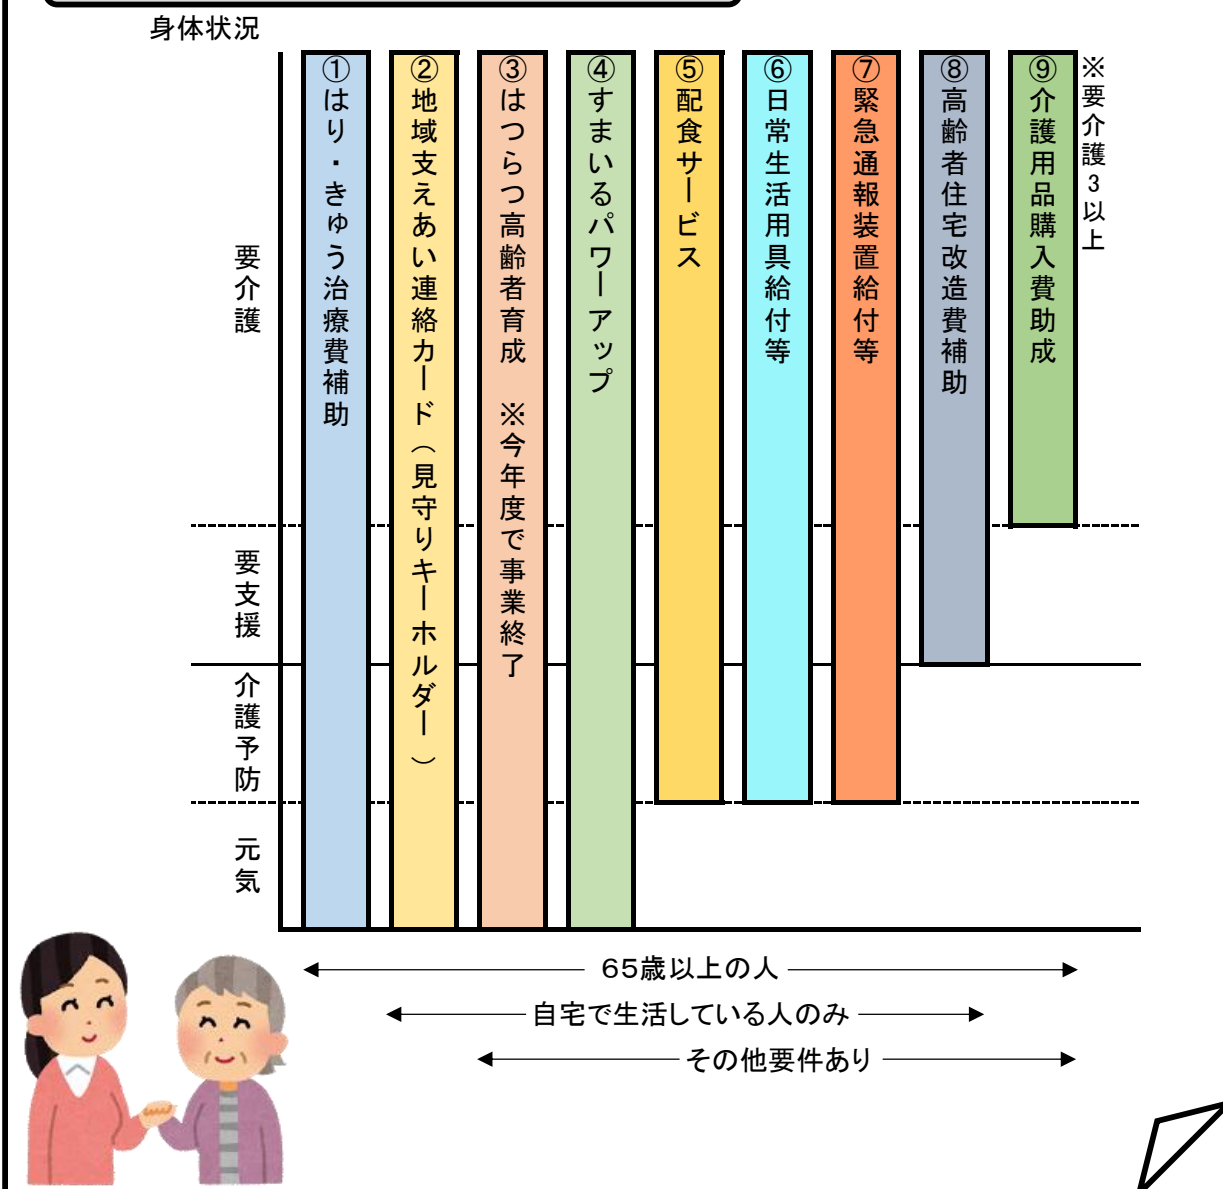 身体状況
①はり・きゅう治療費補助
②地域支えあい連絡カード（見守りキーホルダー）
③はつらつ高齢者育成　※今年度で事業終了
④すまいるパワーアップ
⑤配食サービス
⑥日常生活用具給付等
⑦緊急通報装置給付等
⑧高齢者住宅改造費補助
⑨介護用品購入費助成
※要介護3以上
要介護
要支援
介護予防
元気
65歳以上の人
自宅で生活している人のみ
その他要件あり